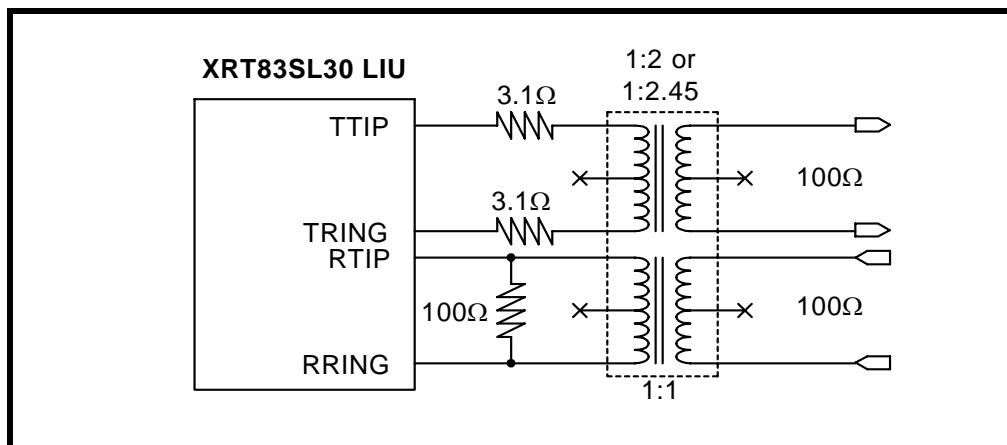 XRT83SL30 LIU
1:2 or
1:2.45
3.1Ω
TTIP
100Ω
3.1Ω
TRING
RTIP
100Ω
100Ω
RRING
1:1